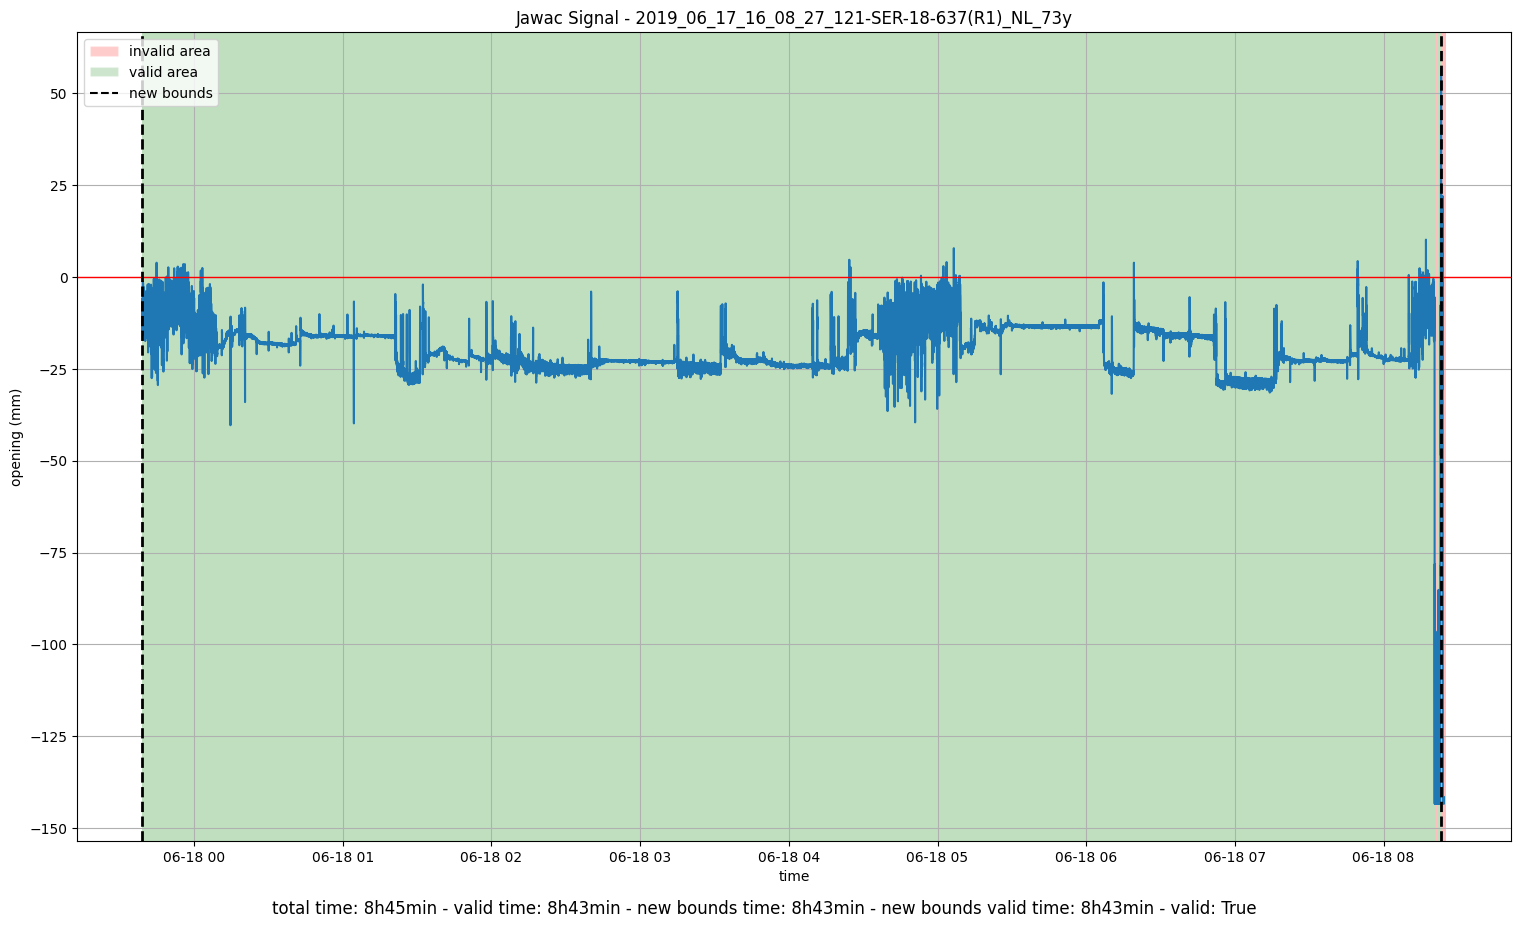 Jawac Signal - 2019_06_17_16_08_27_121-SER-18-637(R1)_NL_73y
invalid area
valid area
new bounds
50
25
0
−25
−50
−75
−100
−125
−150
opening (mm)
06-18 00
06-18 01
06-18 02
06-18 03
06-18 04
06-18 05
06-18 06
06-18 07
06-18 08
time
total time: 8h45min - valid time: 8h43min - new bounds time: 8h43min - new bounds valid time: 8h43min - valid: True